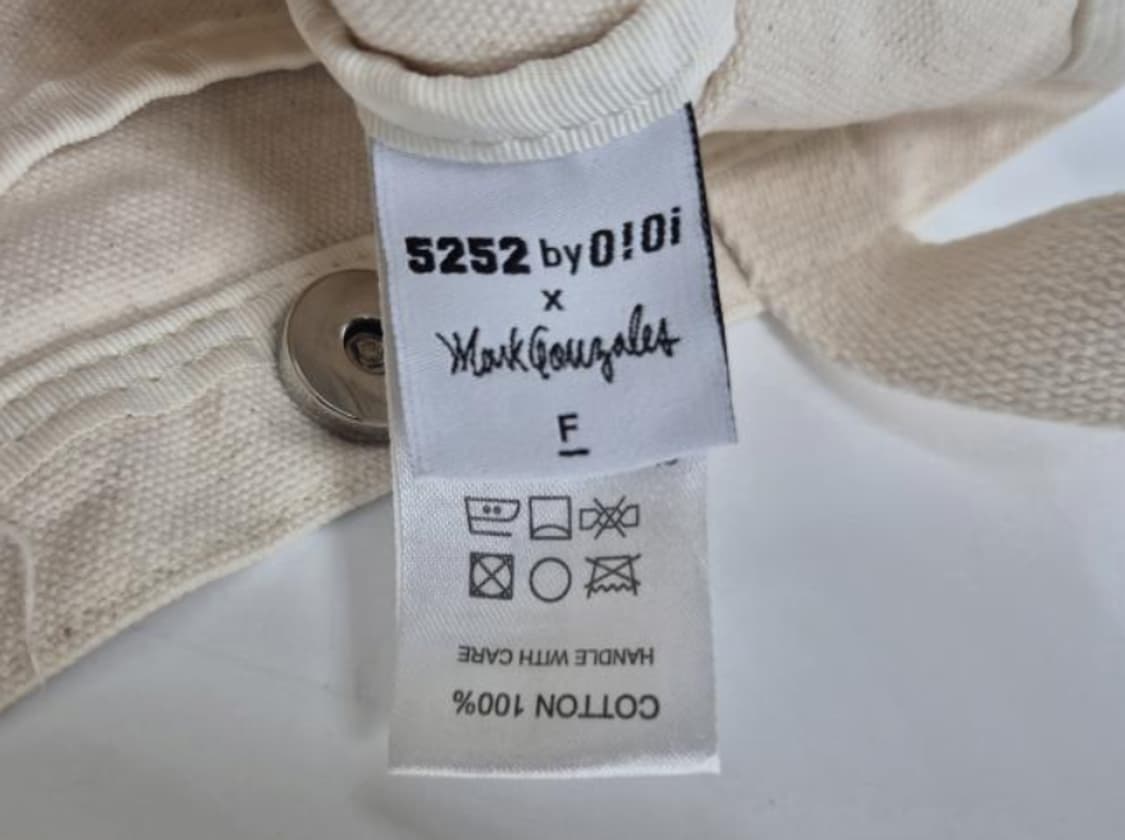 5252 by O!Oi
x
Mark Gonzales
F
HANDLE WITH CARE
COTTON 100%